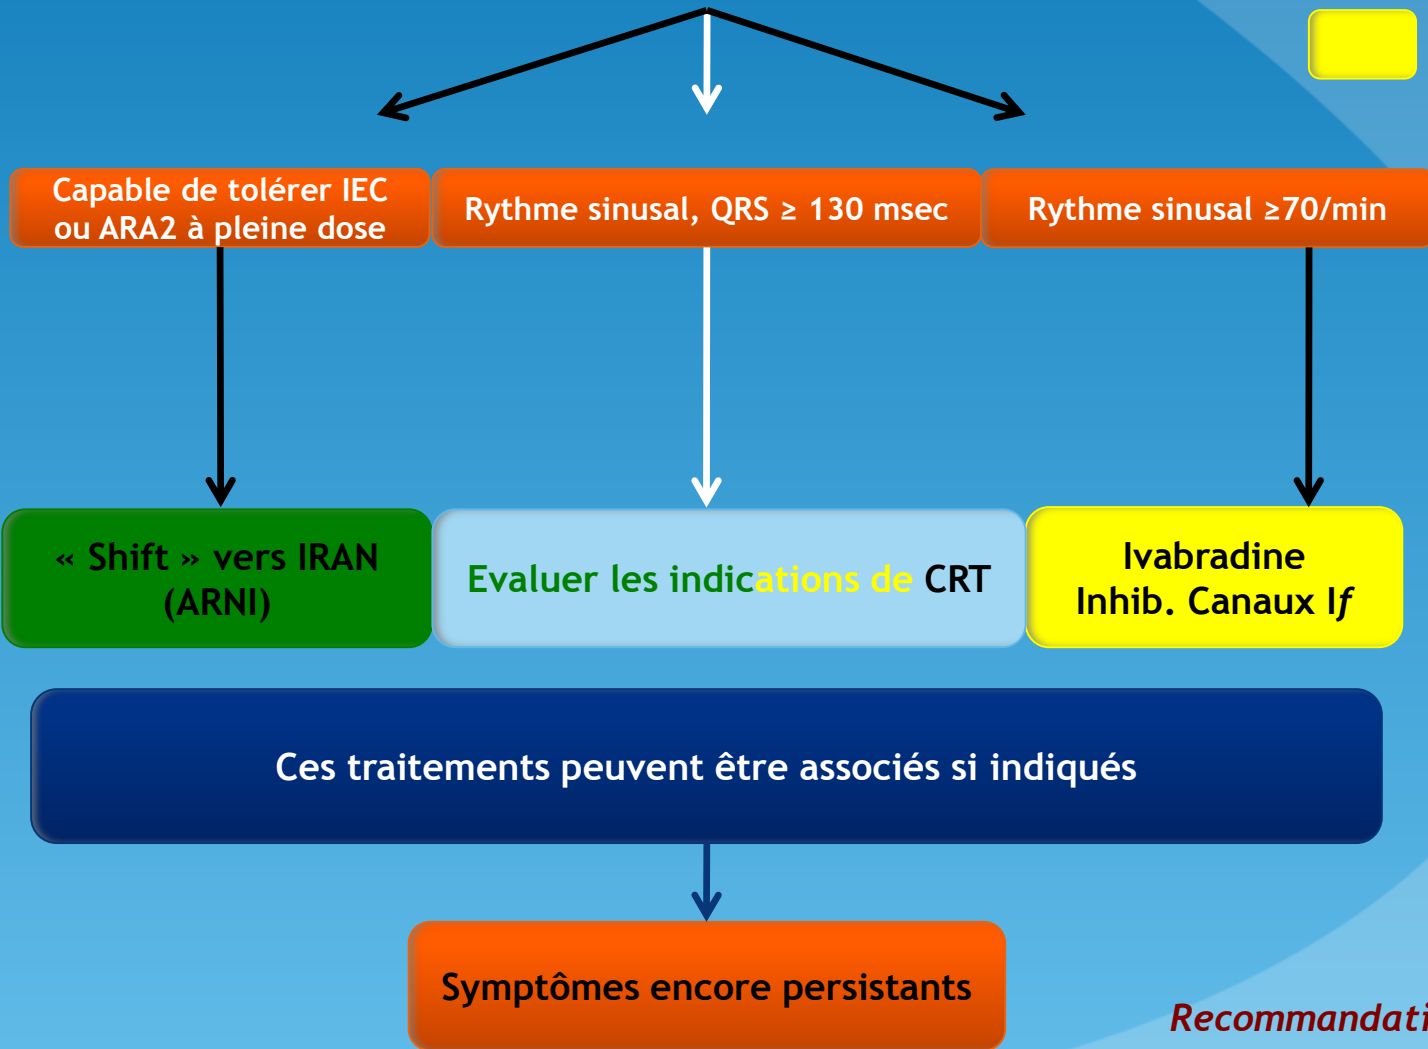 Capable de tolérer IEC
ou ARA2 à pleine dose
Rythme sinusal, QRS ≥ 130 msec
Rythme sinusal ≥70/min
« Shift » vers IRAN
(ARNI)
Evaluer les indications de CRT
Ivabradine
Inhib. Canaux If
Ces traitements peuvent être associés si indiqués
Symptômes encore persistants
Recommandati